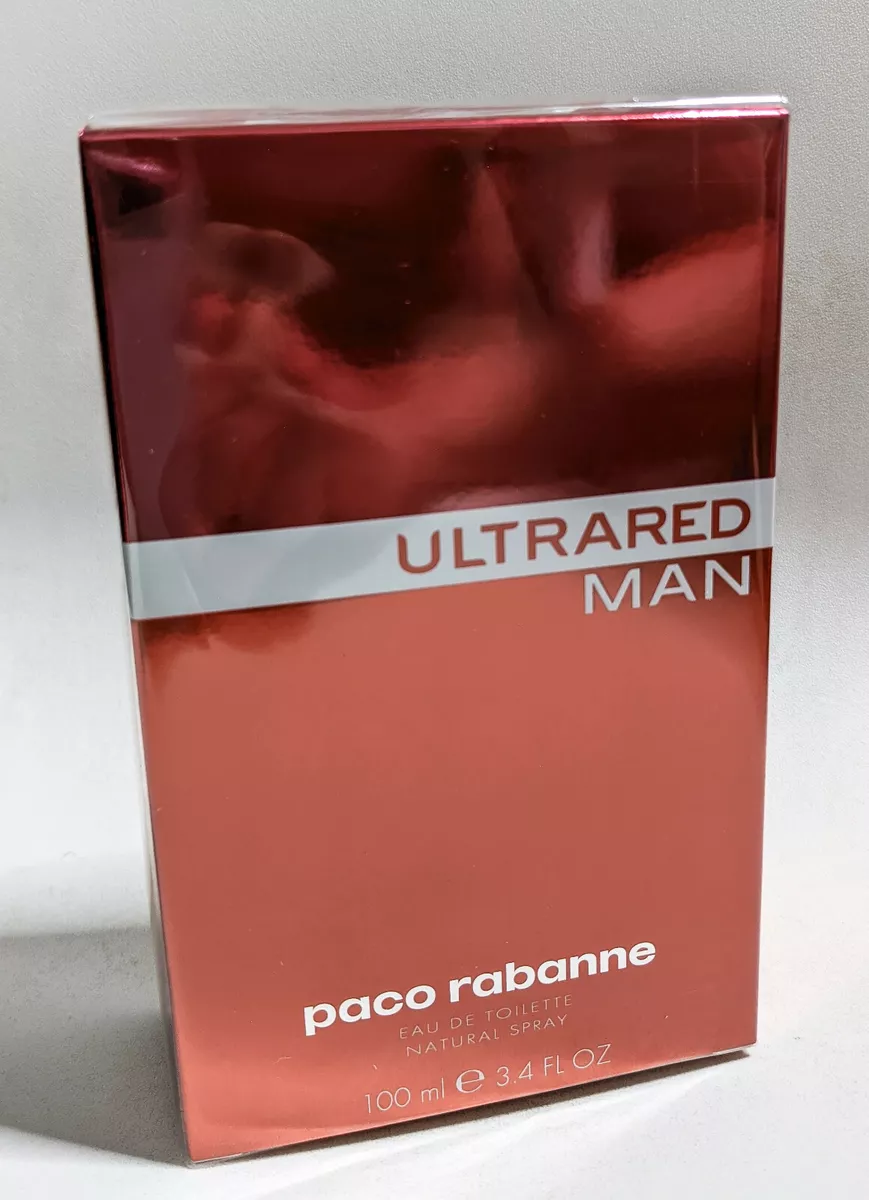 ULTRARED
MAN
paco rabanne
EAU DE TOILETTE
NATURAL SPRAY
100 ml ℮ 3.4 FL OZ